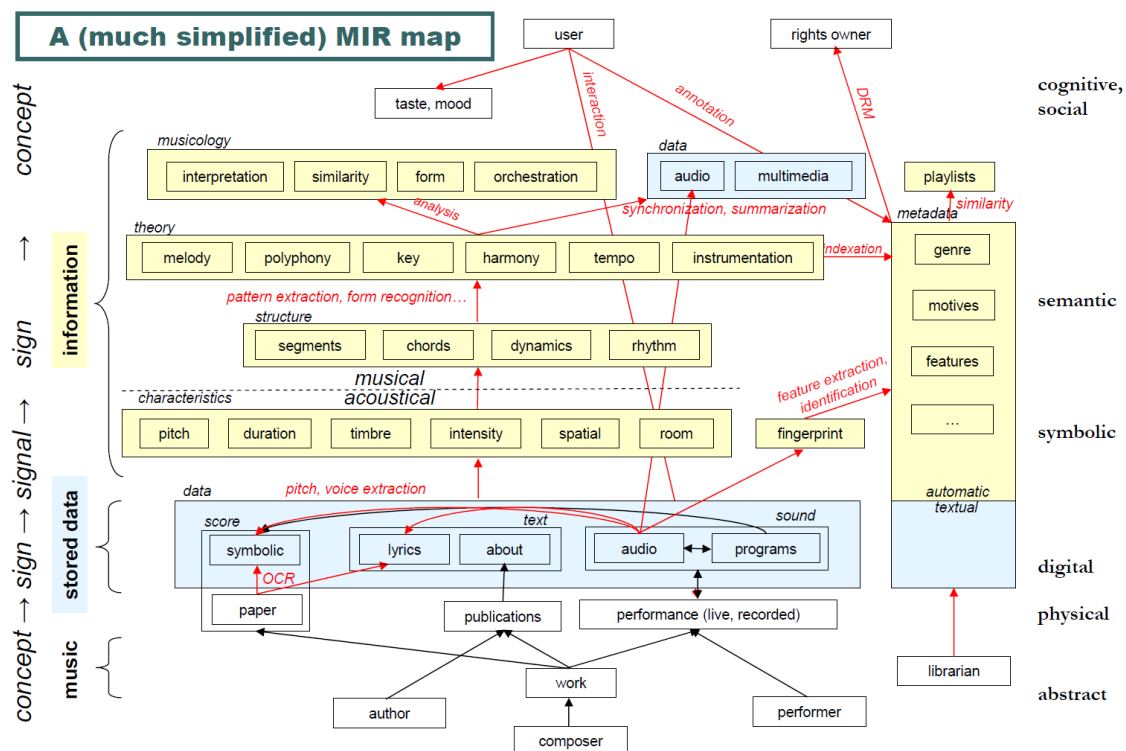 A (much simplified) MIR map
user
rights owner
taste, mood
interaction
annotation
DRM
cognitive,
social
musicology
interpretation
similarity
form
orchestration
data
audio
multimedia
playlists
similarity
analysis
synchronization, summarization
metadata
theory
melody
polyphony
key
harmony
tempo
instrumentation
indexation
genre
pattern extraction, form recognition…
motives
semantic
structure
segments
chords
dynamics
rhythm
features
feature extraction,
identification
musical
acoustical
characteristics
pitch
duration
timbre
intensity
spatial
room
fingerprint
…
symbolic
data
pitch, voice extraction
automatic
textual
score
text
sound
symbolic
lyrics
about
audio
programs
OCR
digital
paper
publications
performance (live, recorded)
physical
work
librarian
author
performer
abstract
composer
concept → sign → signal → sign → concept
information
stored data
music